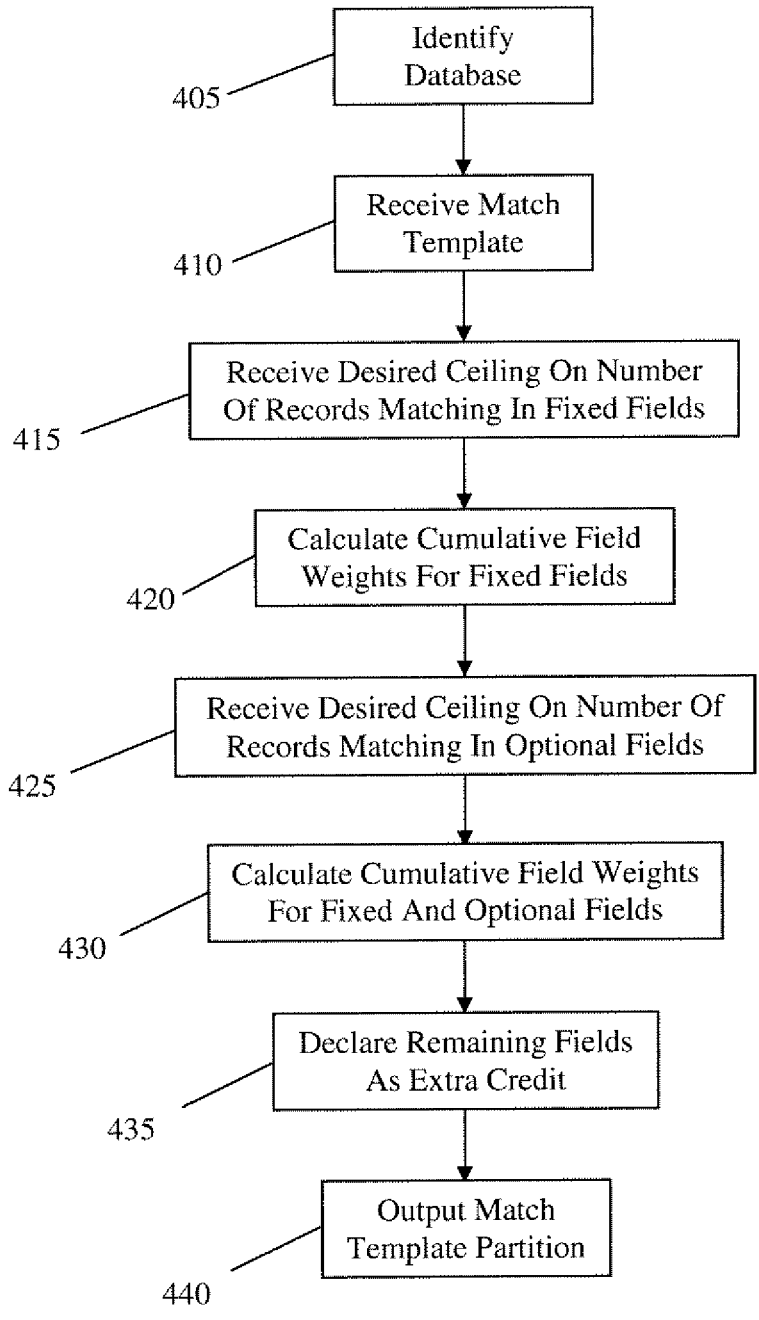 Identify
Database
405
Receive Match
Template
410
Receive Desired Ceiling On Number
Of Records Matching In Fixed Fields
415
Calculate Cumulative Field
Weights For Fixed Fields
420
Receive Desired Ceiling On Number Of
Records Matching In Optional Fields
425
Calculate Cumulative Field Weights
For Fixed And Optional Fields
430
Declare Remaining Fields
As Extra Credit
435
Output Match
Template Partition
440